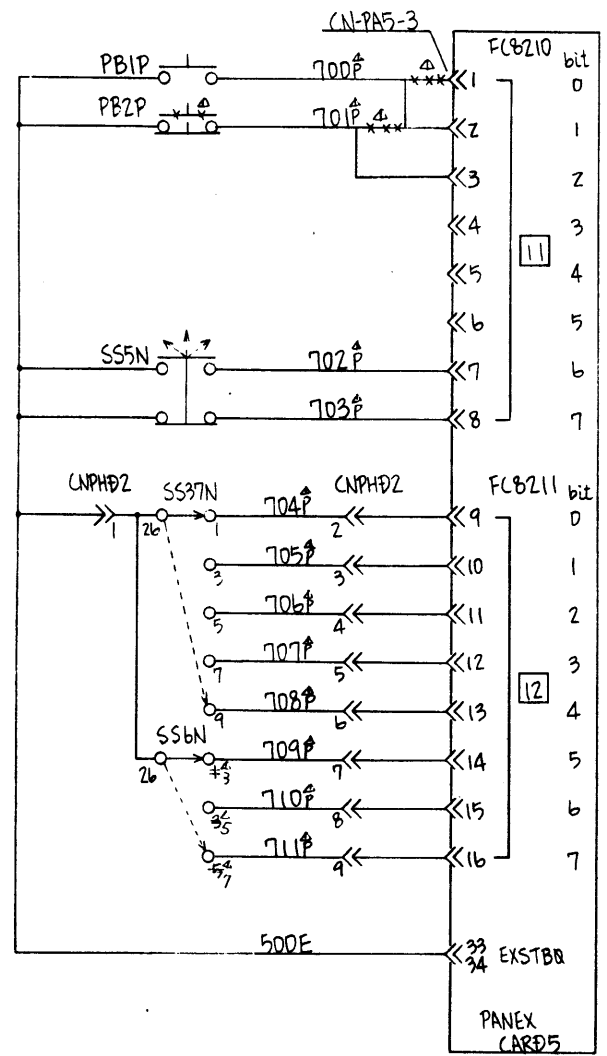 CN-PA5-3
FC8210
bit
PB1P
700P
1
0
PB2P
701P
2
1
3
2
4
3
11
5
4
6
5
SS5N
702P
7
6
703P
8
7
CNPHD2
SS37N
CNPHD2
FC8211
bit
1
26
1
704P
2
9
0
3
705P
3
10
1
5
706P
4
11
2
7
707P
5
12
3
12
9
708P
6
13
4
SS6N
26
3
709P
7
14
5
5
710P
8
15
6
7
711P
9
16
7
500E
33
34
EXSTBQ
PANEX
CARD5